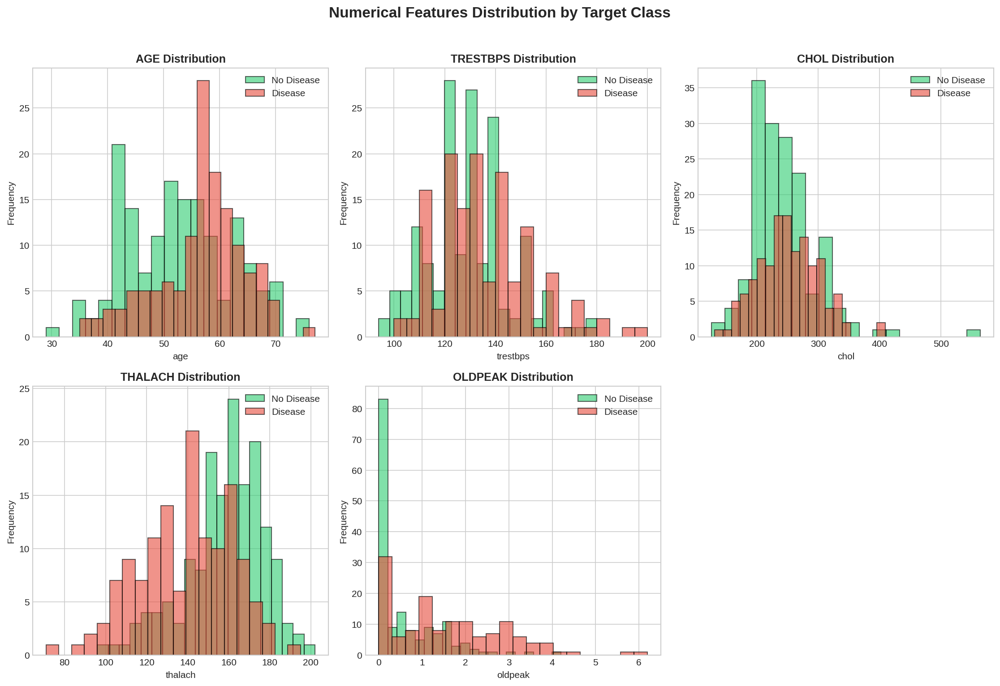 Numerical Features Distribution by Target Class
AGE Distribution
No Disease
Disease
Frequency
25
20
15
10
5
0
30 40 50 60 70
age
TRESTBPS Distribution
No Disease
Disease
Frequency
25
20
15
10
5
0
100 120 140 160 180 200
trestbps
CHOL Distribution
No Disease
Disease
Frequency
35
30
25
20
15
10
5
0
200 300 400 500
chol
THALACH Distribution
No Disease
Disease
Frequency
25
20
15
10
5
0
80 100 120 140 160 180 200
thalach
OLDPEAK Distribution
No Disease
Disease
Frequency
80
70
60
50
40
30
20
10
0
0 1 2 3 4 5 6
oldpeak